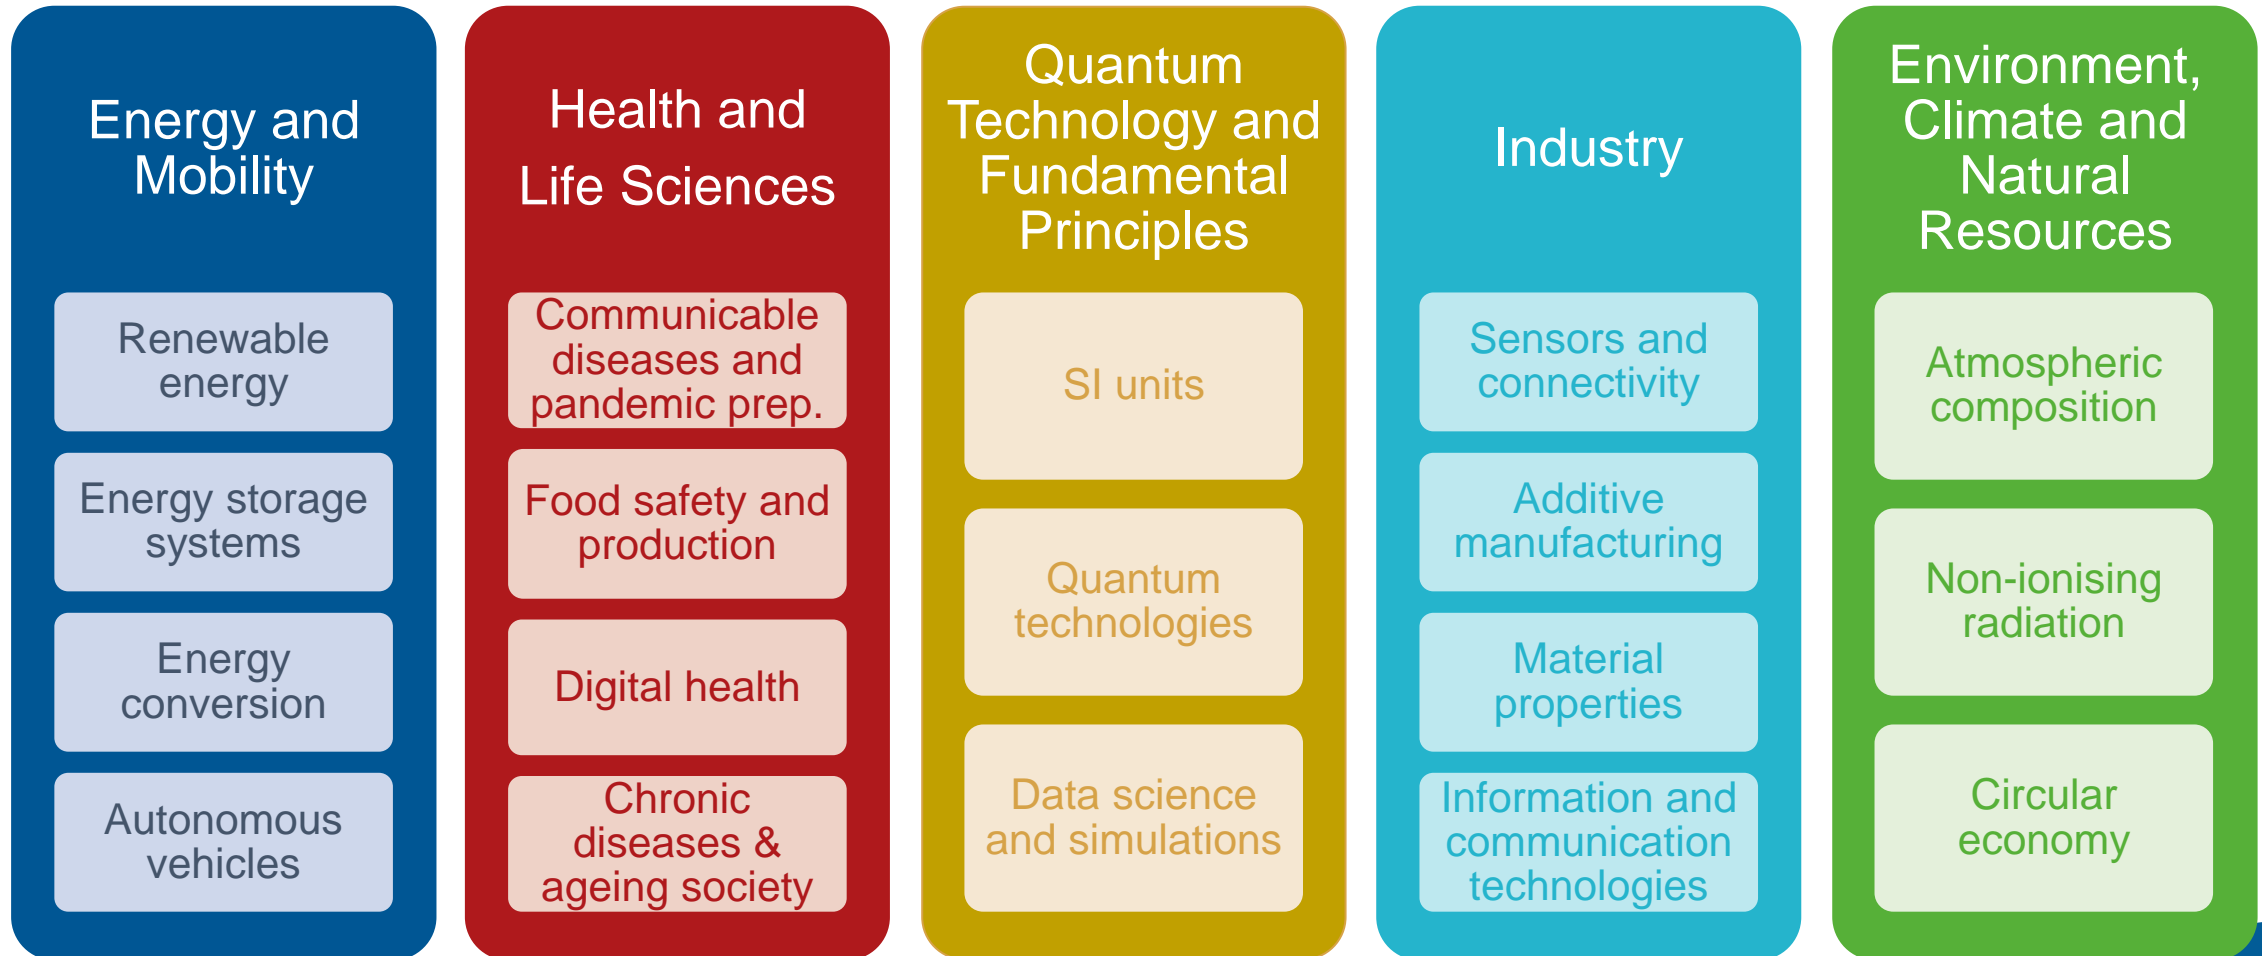 Energy and
Mobility
Renewable
energy
Energy storage
systems
Energy
conversion
Autonomous
vehicles
Health and
Life Sciences
Communicable
diseases and
pandemic prep.
Food safety and
production
Digital health
Chronic
diseases &
ageing society
Quantum
Technology and
Fundamental
Principles
SI units
Quantum
technologies
Data science
and simulations
Industry
Sensors and
connectivity
Additive
manufacturing
Material
properties
Information and
communication
technologies
Environment,
Climate and
Natural
Resources
Atmospheric
composition
Non-ionising
radiation
Circular
economy